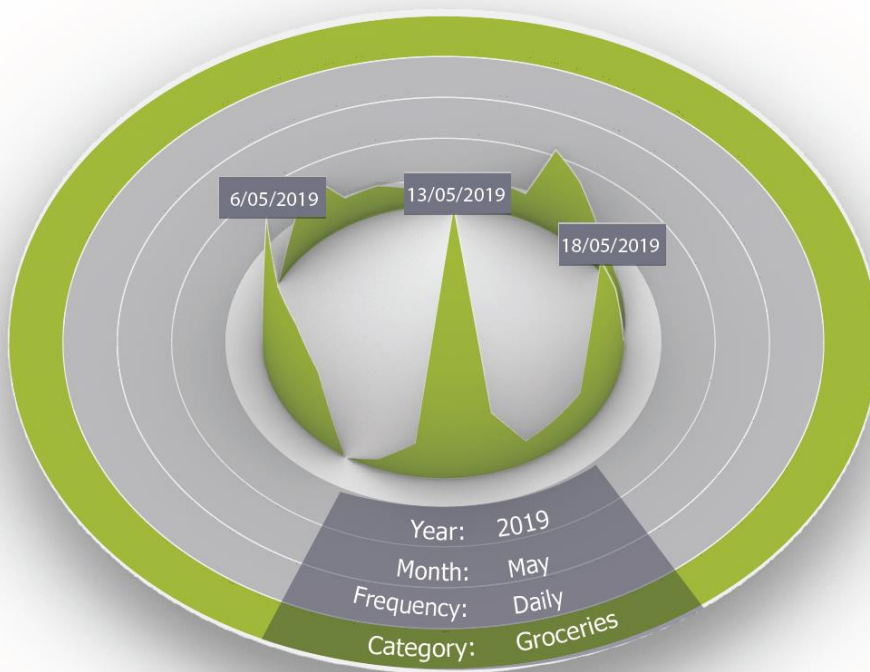 6/05/2019
13/05/2019
18/05/2019
Year: 2019
Month: May
Frequency: Daily
Category: Groceries